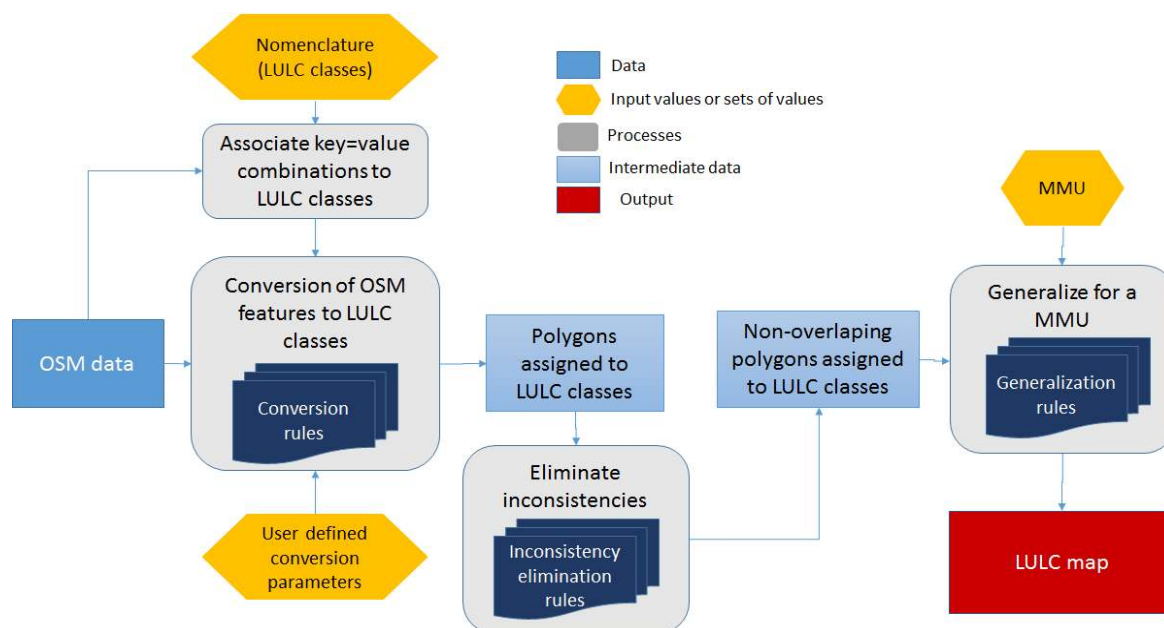 Nomenclature
(LULC classes)
Associate key=value
combinations to
LULC classes
Data
Input values or sets of values
Processes
Intermediate data
Output
MMU
OSM data
Conversion of OSM
features to LULC
classes
Conversion
rules
Polygons
assigned to
LULC classes
Non-overlaping
polygons assigned
to LULC classes
Generalize for a
MMU
Generalization
rules
User defined
conversion
parameters
Eliminate
inconsistencies
Inconsistency
elimination
rules
LULC map